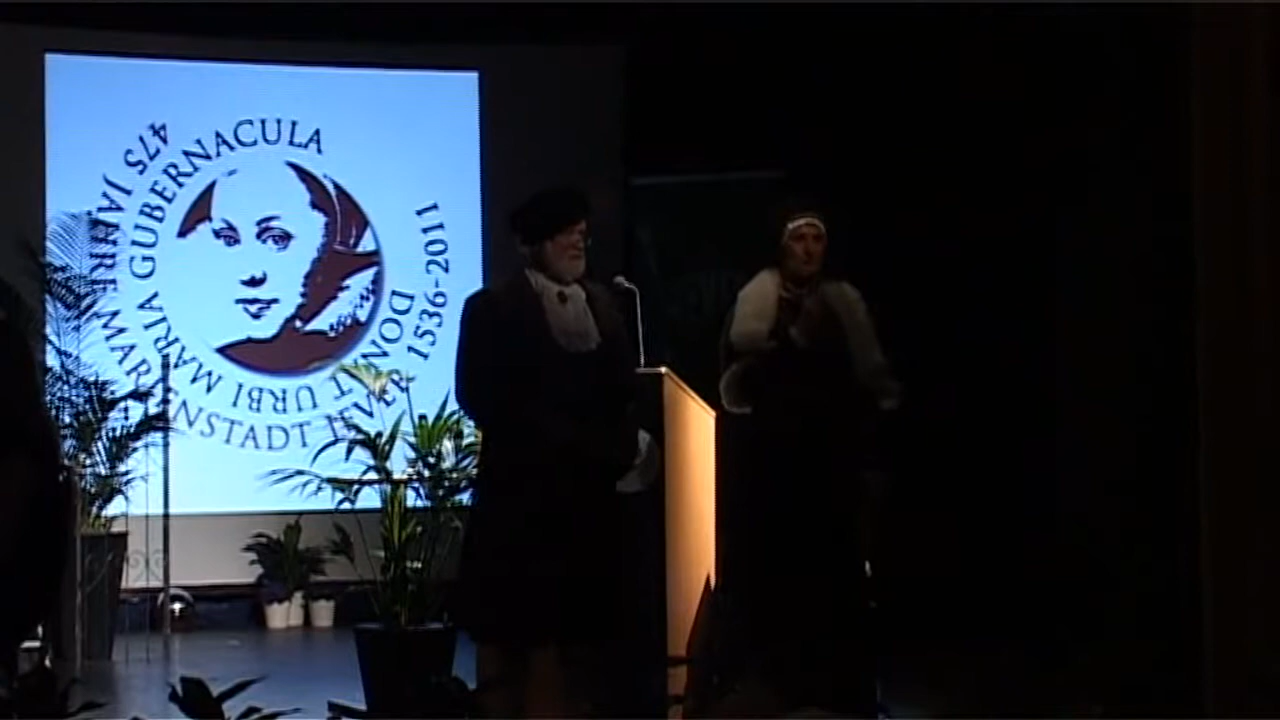 475 JAHRE MARIENSTADT JEVER 1536-2011
MARIA GUBERNACULA
DONAT URBI